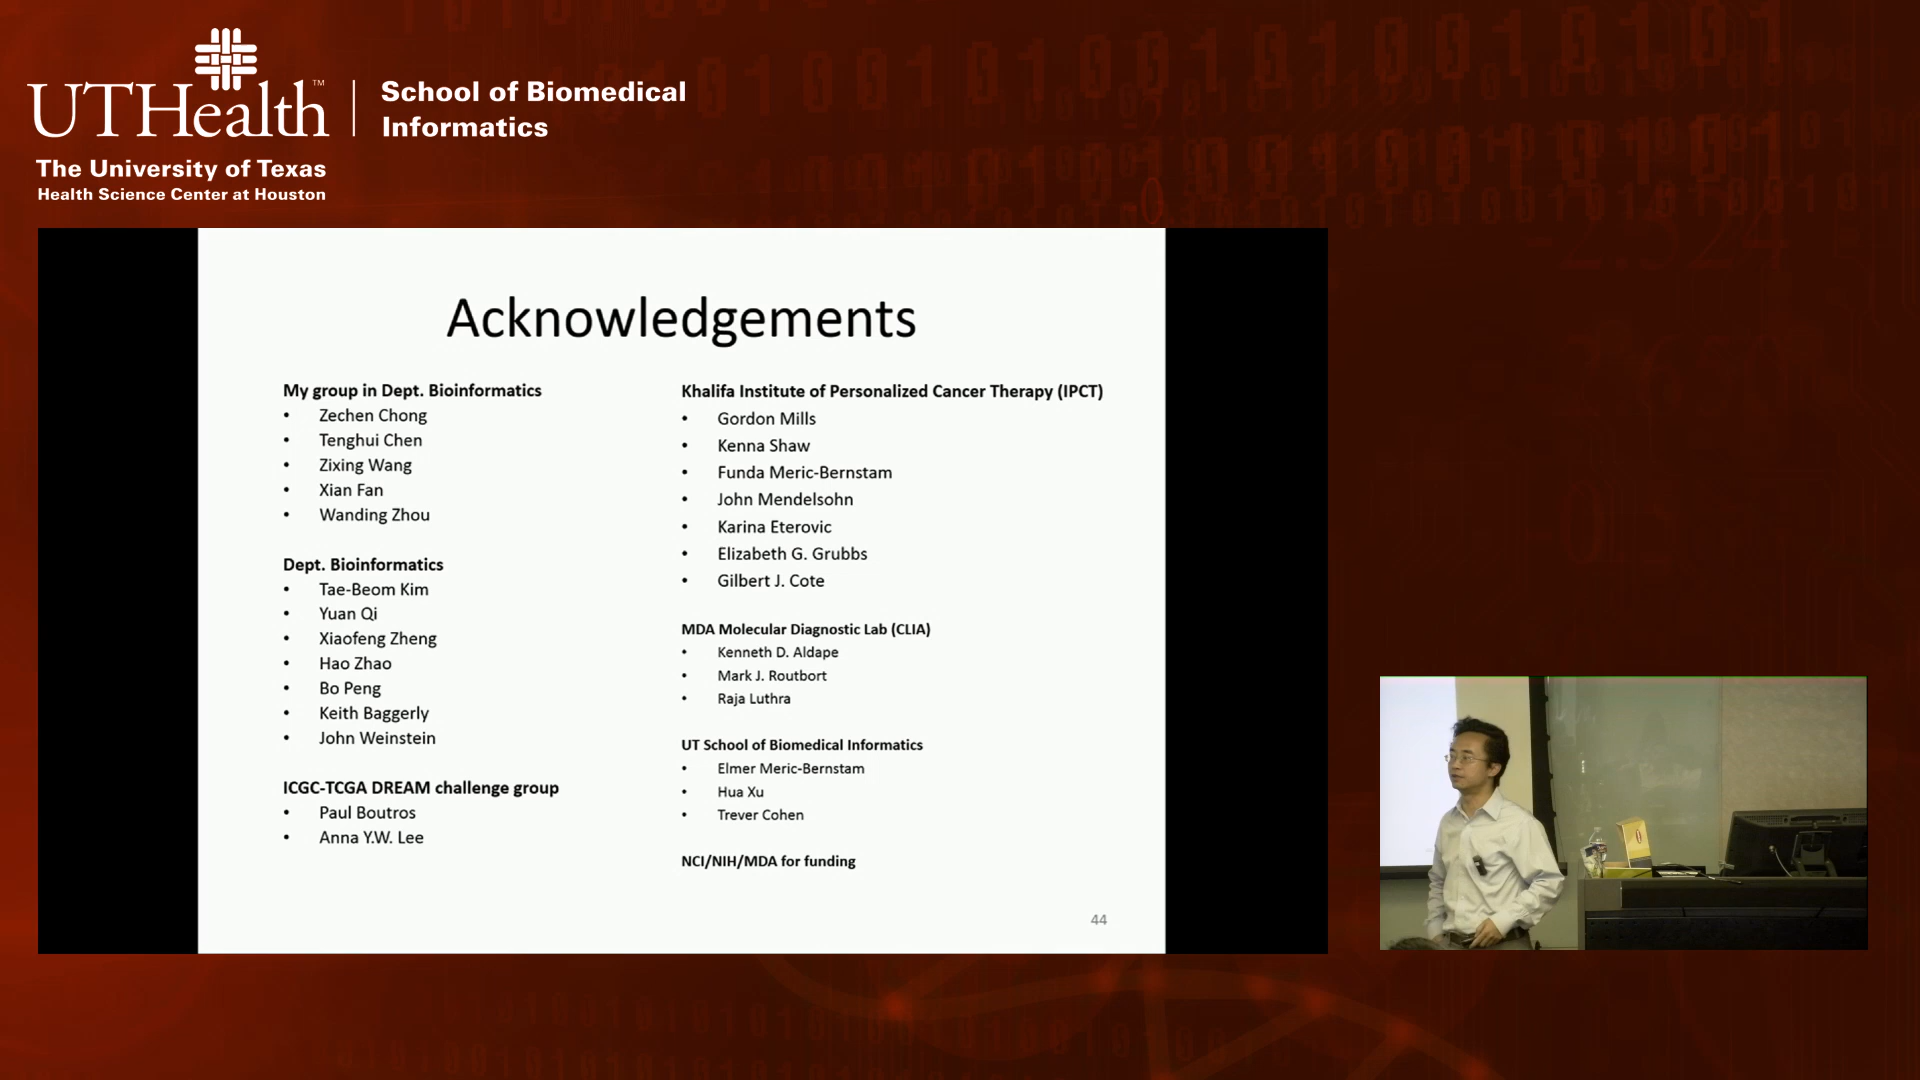 UTHealth™
School of Biomedical
Informatics
The University of Texas
Health Science Center at Houston
Acknowledgements
My group in Dept. Bioinformatics
• Zechen Chong
• Tenghui Chen
• Zixing Wang
• Xian Fan
• Wanding Zhou
Dept. Bioinformatics
• Tae-Beom Kim
• Yuan Qi
• Xiaofeng Zheng
• Hao Zhao
• Bo Peng
• Keith Baggerly
• John Weinstein
ICGC-TCGA DREAM challenge group
• Paul Boutros
• Anna Y.W. Lee
Khalifa Institute of Personalized Cancer Therapy (IPCT)
• Gordon Mills
• Kenna Shaw
• Funda Meric-Bernstam
• John Mendelsohn
• Karina Eterovic
• Elizabeth G. Grubbs
• Gilbert J. Cote
MDA Molecular Diagnostic Lab (CLIA)
• Kenneth D. Aldape
• Mark J. Routbort
• Raja Luthra
UT School of Biomedical Informatics
• Elmer Meric-Bernstam
• Hua Xu
• Trever Cohen
NCI/NIH/MDA for funding
44